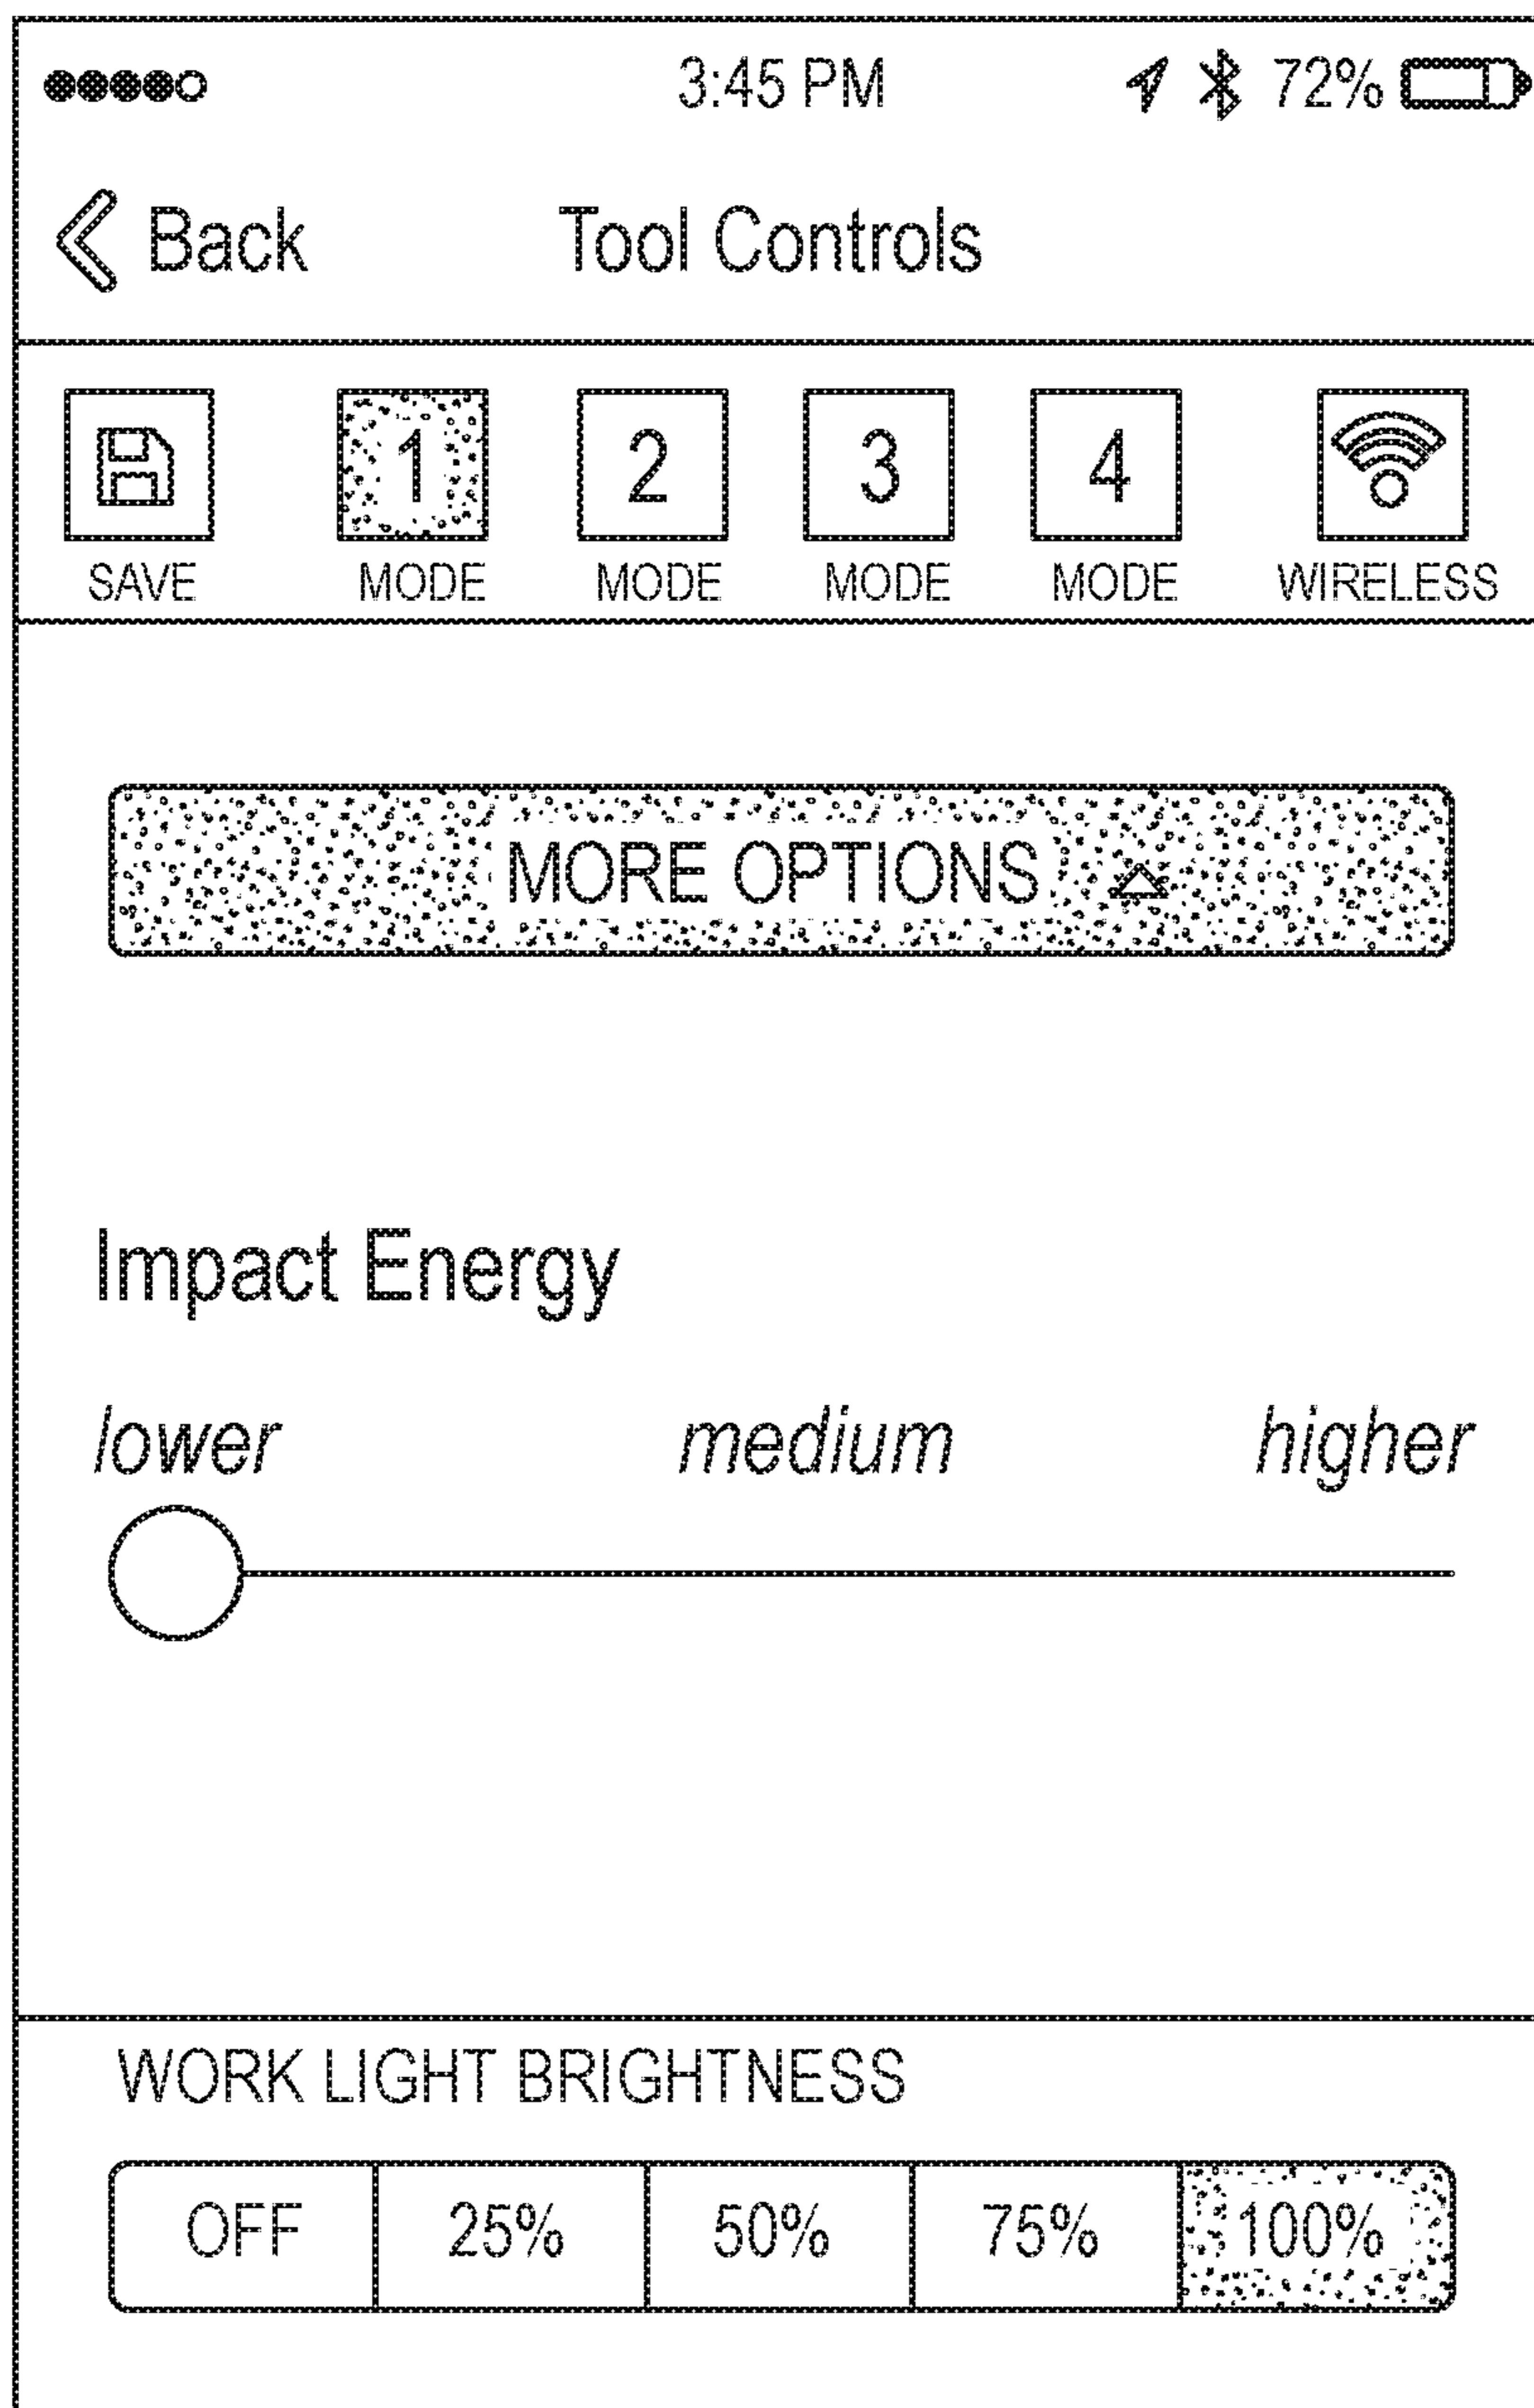 3:45 PM 72%
Back Tool Controls
1 2 3 4
SAVE MODE MODE MODE MODE WIRELESS
MORE OPTIONS
Impact Energy
lower medium higher
WORK LIGHT BRIGHTNESS
OFF 25% 50% 75% 100%